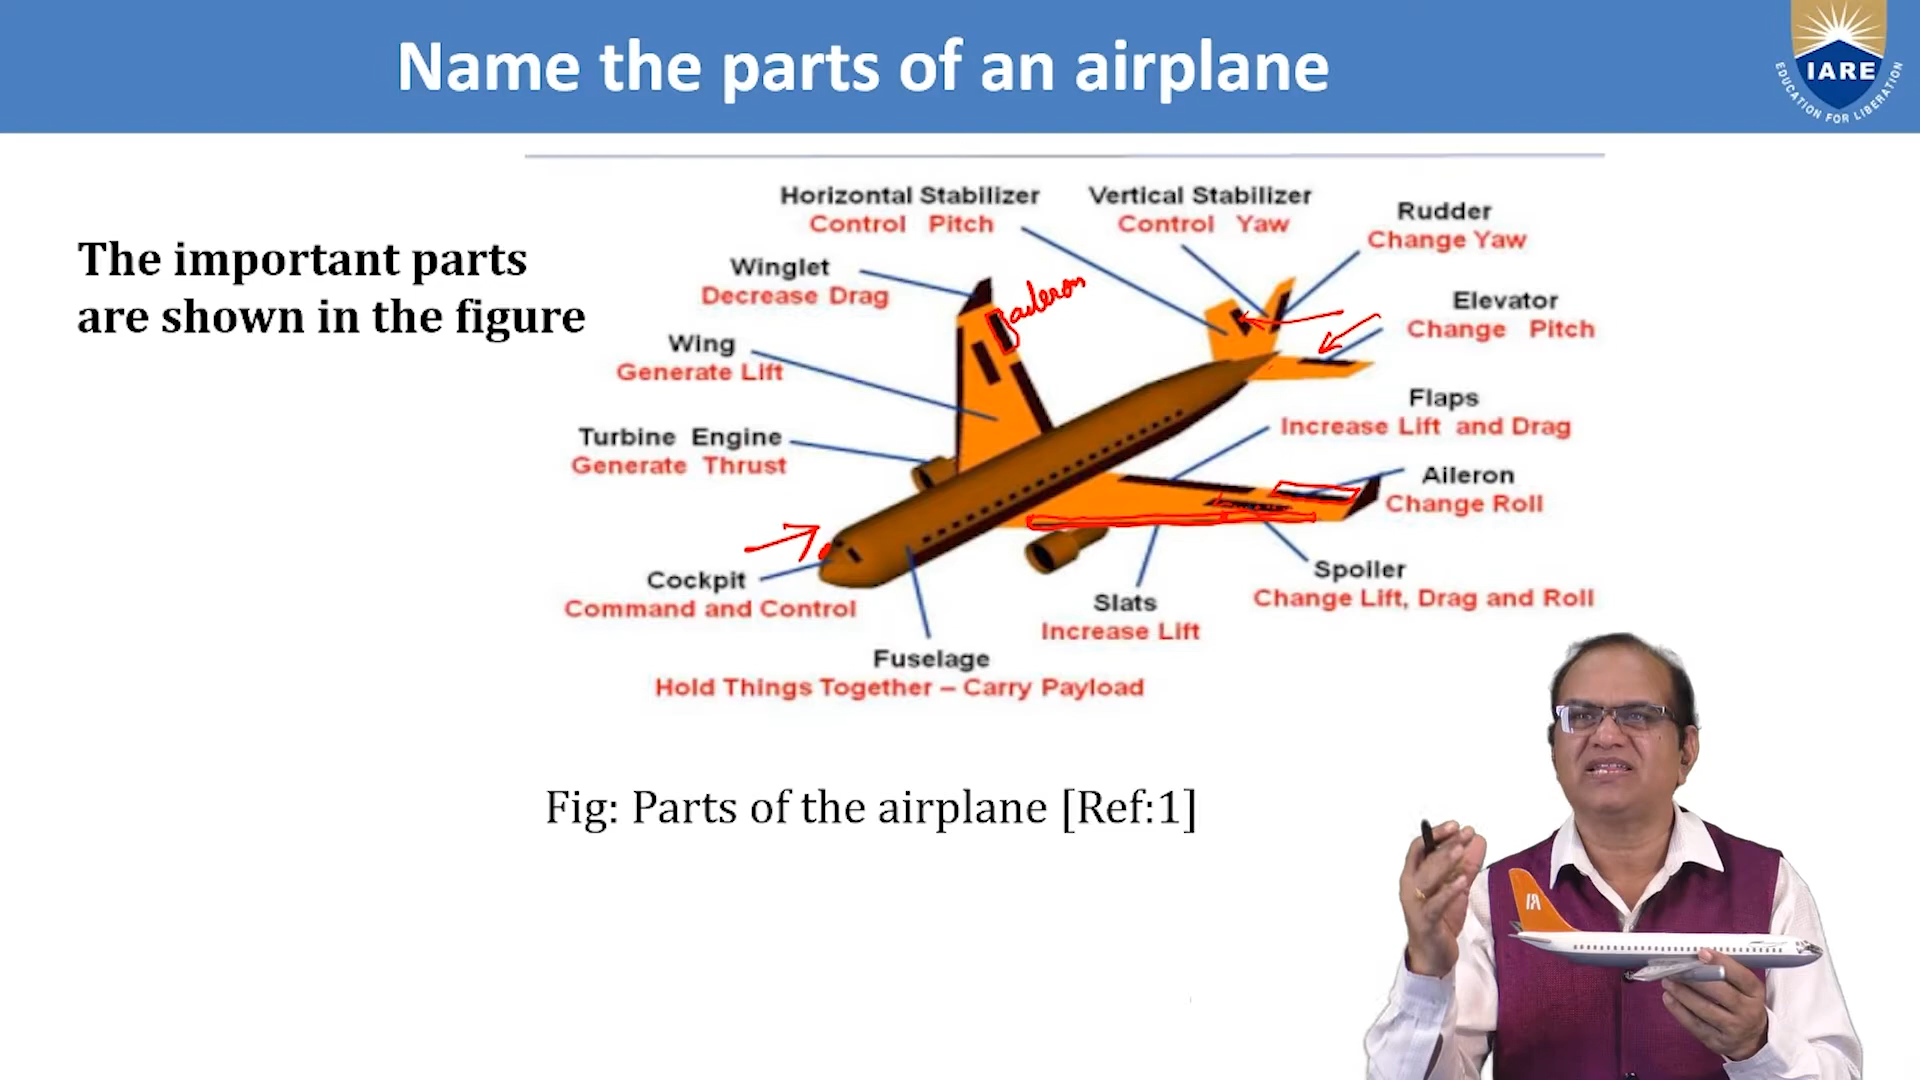 Name the parts of an airplane
IARE
EDUCATION FOR LIBERATION
The important parts
are shown in the figure
Horizontal Stabilizer
Control Pitch
Vertical Stabilizer
Control Yaw
Rudder
Change Yaw
Winglet
Decrease Drag
aileron
Elevator
Change Pitch
Wing
Generate Lift
Flaps
Increase Lift and Drag
Turbine Engine
Generate Thrust
Aileron
Change Roll
Cockpit
Command and Control
Spoiler
Change Lift, Drag and Roll
Slats
Increase Lift
Fuselage
Hold Things Together – Carry Payload
Fig: Parts of the airplane [Ref:1]